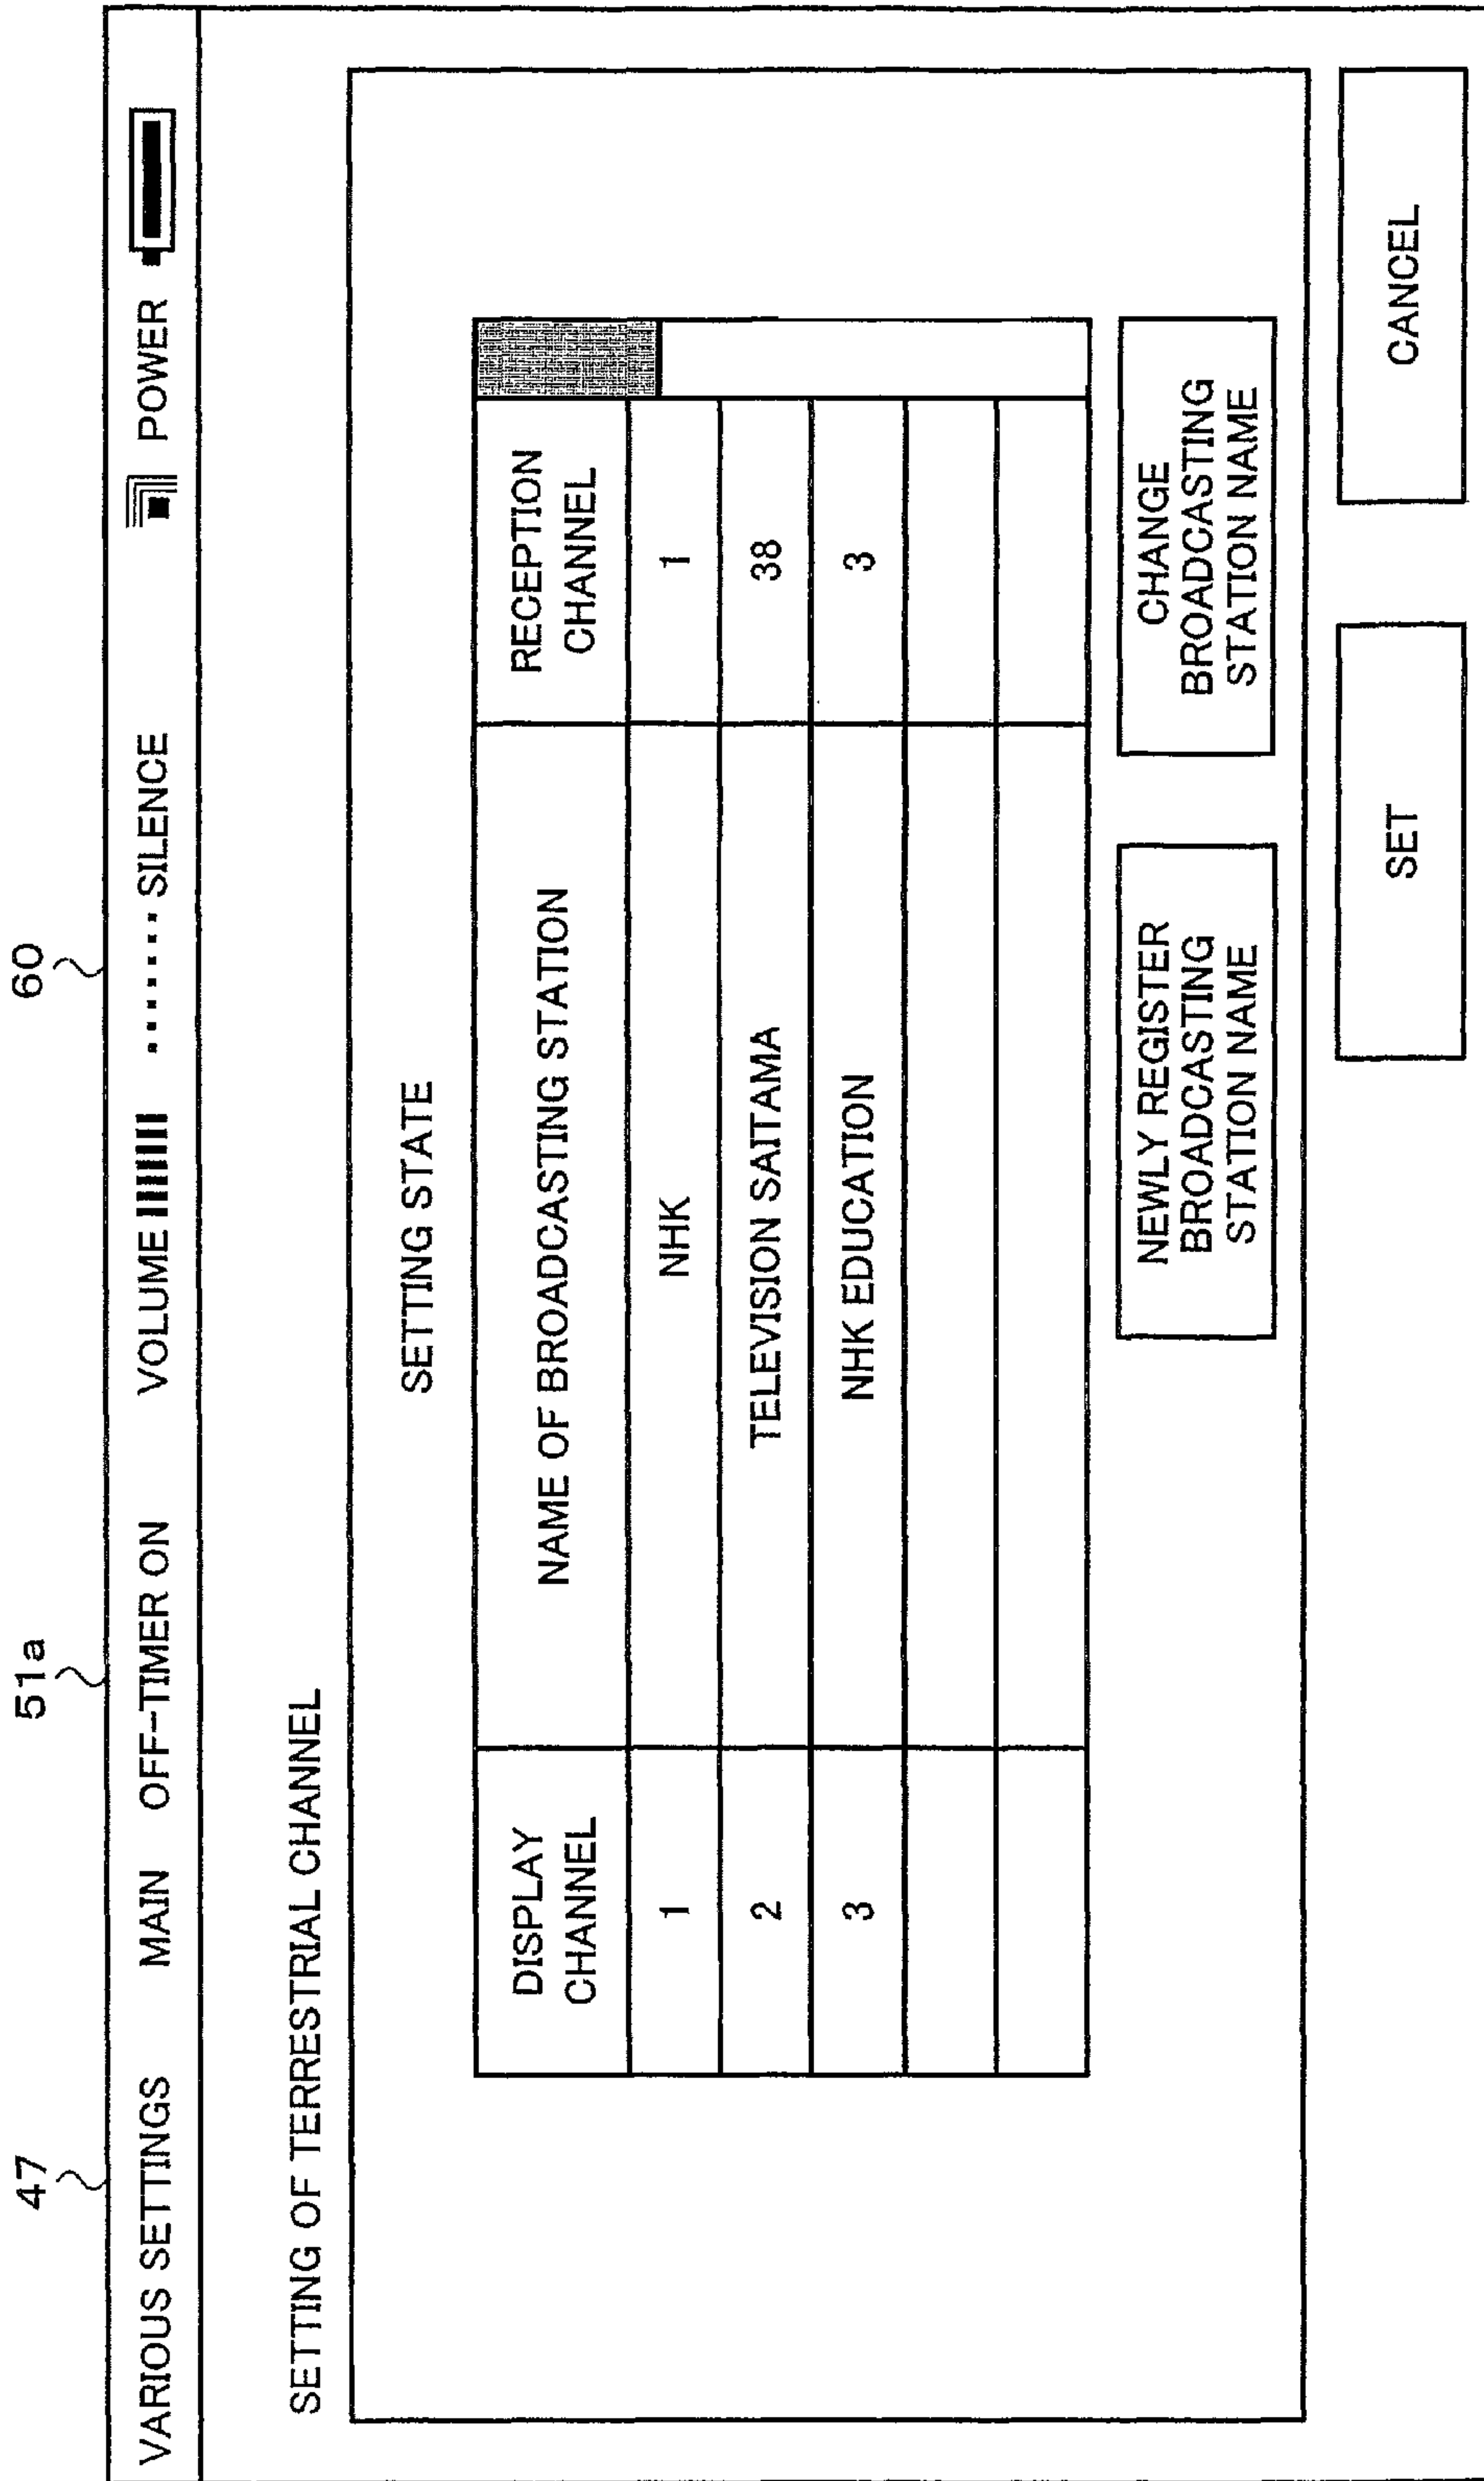 47
51a
60
VARIOUS SETTINGS MAIN OFF-TIMER ON VOLUME SILENCE POWER
SETTING OF TERRESTRIAL CHANNEL
SETTING STATE
DISPLAY CHANNEL NAME OF BROADCASTING STATION RECEPTION CHANNEL
1 NHK 1
2 TELEVISION SAITAMA 38
3 NHK EDUCATION 3
NEWLY REGISTER
BROADCASTING
STATION NAME
CHANGE
BROADCASTING
STATION NAME
SET
CANCEL